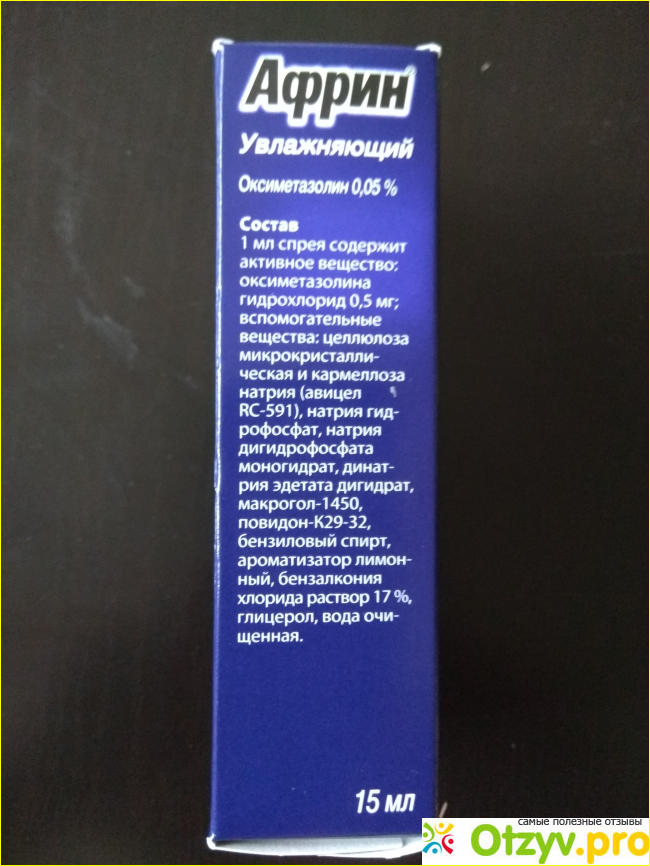 Африн®
Увлажняющий
Оксиметазолин 0,05 %
Состав
1 мл спрея содержит
активное вещество:
оксиметазолина
гидрохлорид 0,5 мг;
вспомогательные
вещества: целлюлоза
микрокристалли-
ческая и кармеллоза
натрия (авицел
RC-591), натрия гид-
рофосфат, натрия
дигидрофосфата
моногидрат, динат-
рия эдетата дигидрат,
макрогол-1450,
повидон-К29-32,
бензиловый спирт,
ароматизатор лимон-
ный, бензалкония
хлорида раствор 17 %,
глицерол, вода очи-
щенная.
15 мл
самые полезные отзывы
Otzyv.pro